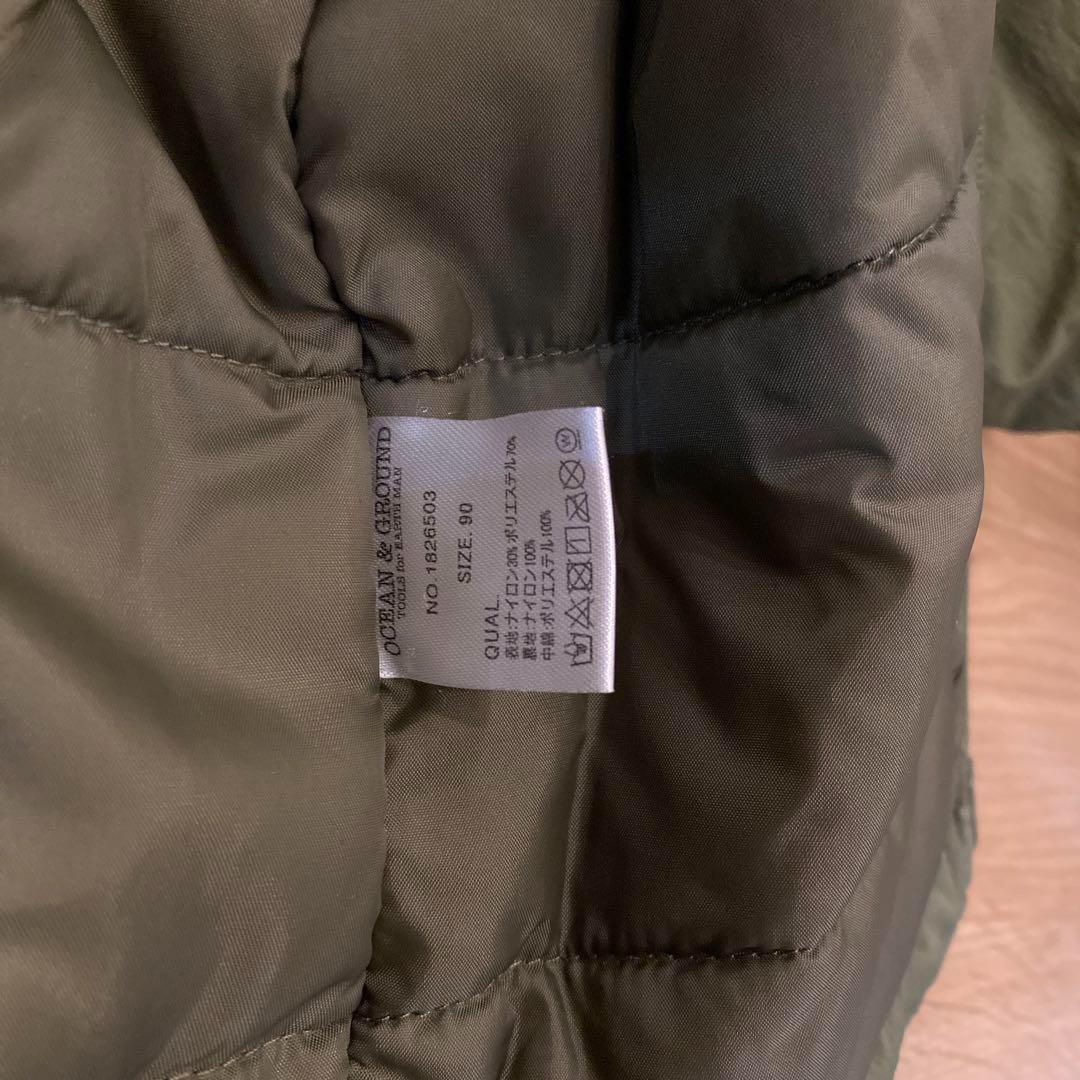 OCEAN & GROUND
TOOLS for EARTH MAN
NO.1826503
SIZE. 90
QUAL.
表地:ナイロン30% ポリエステル70%
裏地:ナイロン100%
中綿:ポリエステル100%
W